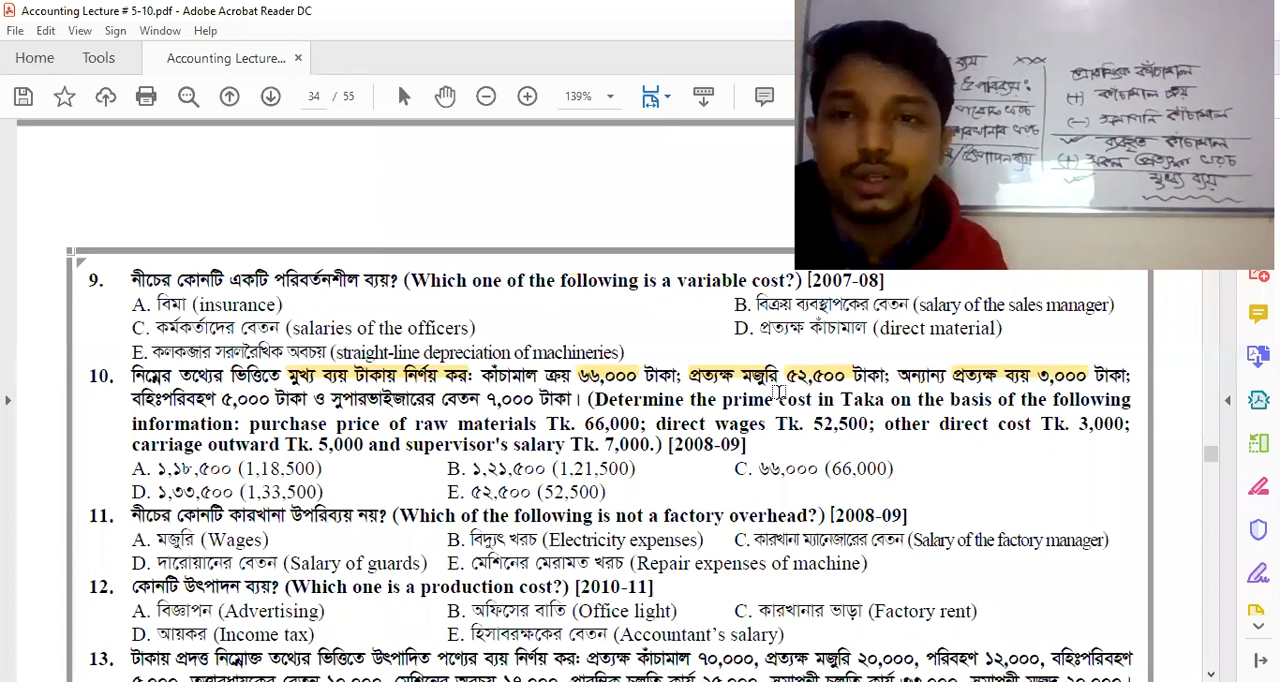 Accounting Lecture # 5-10.pdf - Adobe Acrobat Reader DC
File Edit View Sign Window Help
Home Tools Accounting Lecture... ×
34 / 55 139%
ব্যয়
প্রারম্ভিক কাঁচামাল
(+) কাঁচামাল ক্রয়
(—) সমাপনি কাঁচামাল
ব্যবহৃত কাঁচামাল
(+) সকল প্রত্যক্ষ খরচ
মুখ্য ব্যয়
9. নীচের কোনটি একটি পরিবর্তনশীল ব্যয়? (Which one of the following is a variable cost?) [2007-08]
A. বিমা (insurance) B. বিক্রয় ব্যবস্থাপকের বেতন (salary of the sales manager)
C. কর্মকর্তাদের বেতন (salaries of the officers) D. প্রত্যক্ষ কাঁচামাল (direct material)
E. কলকজার সরলরৈখিক অবচয় (straight-line depreciation of machineries)
10. নিম্নের তথ্যের ভিত্তিতে মুখ্য ব্যয় টাকায় নির্ণয় কর: কাঁচামাল ক্রয় ৬৬,০০০ টাকা; প্রত্যক্ষ মজুরি ৫২,৫০০ টাকা; অন্যান্য প্রত্যক্ষ ব্যয় ৩,০০০ টাকা;
বহিঃপরিবহণ ৫,০০০ টাকা ও সুপারভাইজারের বেতন ৭,০০০ টাকা। (Determine the prime cost in Taka on the basis of the following
information: purchase price of raw materials Tk. 66,000; direct wages Tk. 52,500; other direct cost Tk. 3,000;
carriage outward Tk. 5,000 and supervisor's salary Tk. 7,000.) [2008-09]
A. ১,১৮,৫০০ (1,18,500) B. ১,২১,৫০০ (1,21,500) C. ৬৬,০০০ (66,000)
D. ১,৩৩,৫০০ (1,33,500) E. ৫২,৫০০ (52,500)
11. নীচের কোনটি কারখানা উপরিব্যয় নয়? (Which of the following is not a factory overhead?) [2008-09]
A. মজুরি (Wages) B. বিদ্যুৎ খরচ (Electricity expenses) C. কারখানা ম্যানেজারের বেতন (Salary of the factory manager)
D. দারোয়ানের বেতন (Salary of guards) E. মেশিনের মেরামত খরচ (Repair expenses of machine)
12. কোনটি উৎপাদন ব্যয়? (Which one is a production cost?) [2010-11]
A. বিজ্ঞাপন (Advertising) B. অফিসের বাতি (Office light) C. কারখানার ভাড়া (Factory rent)
D. আয়কর (Income tax) E. হিসাবরক্ষকের বেতন (Accountant's salary)
13. টাকায় প্রদত্ত নিম্নোক্ত তথ্যের ভিত্তিতে উৎপাদিত পণ্যের ব্যয় নির্ণয় কর: প্রত্যক্ষ কাঁচামাল ৭০,০০০, প্রত্যক্ষ মজুরি ২০,০০০, পরিবহণ ১২,০০০, বহিঃপরিবহণ